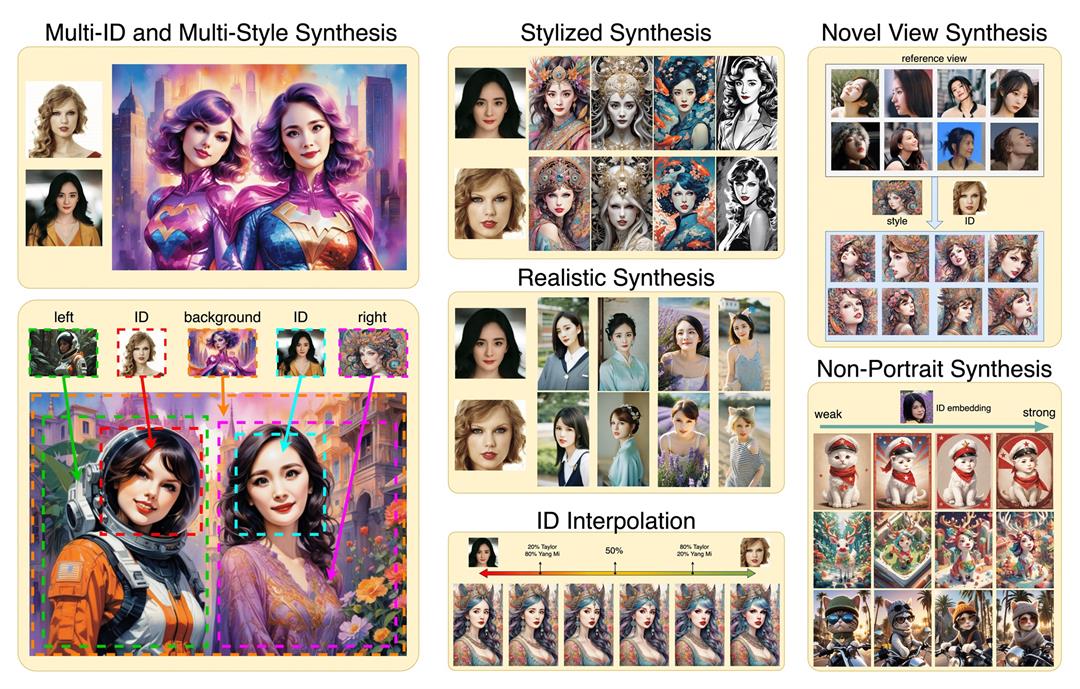 Multi-ID and Multi-Style Synthesis
left
ID
background
ID
right
Stylized Synthesis
Realistic Synthesis
ID Interpolation
20% Taylor
80% Yang Mi
50%
80% Taylor
20% Yang Mi
Novel View Synthesis
reference view
style
ID
Non-Portrait Synthesis
weak
ID embedding
strong